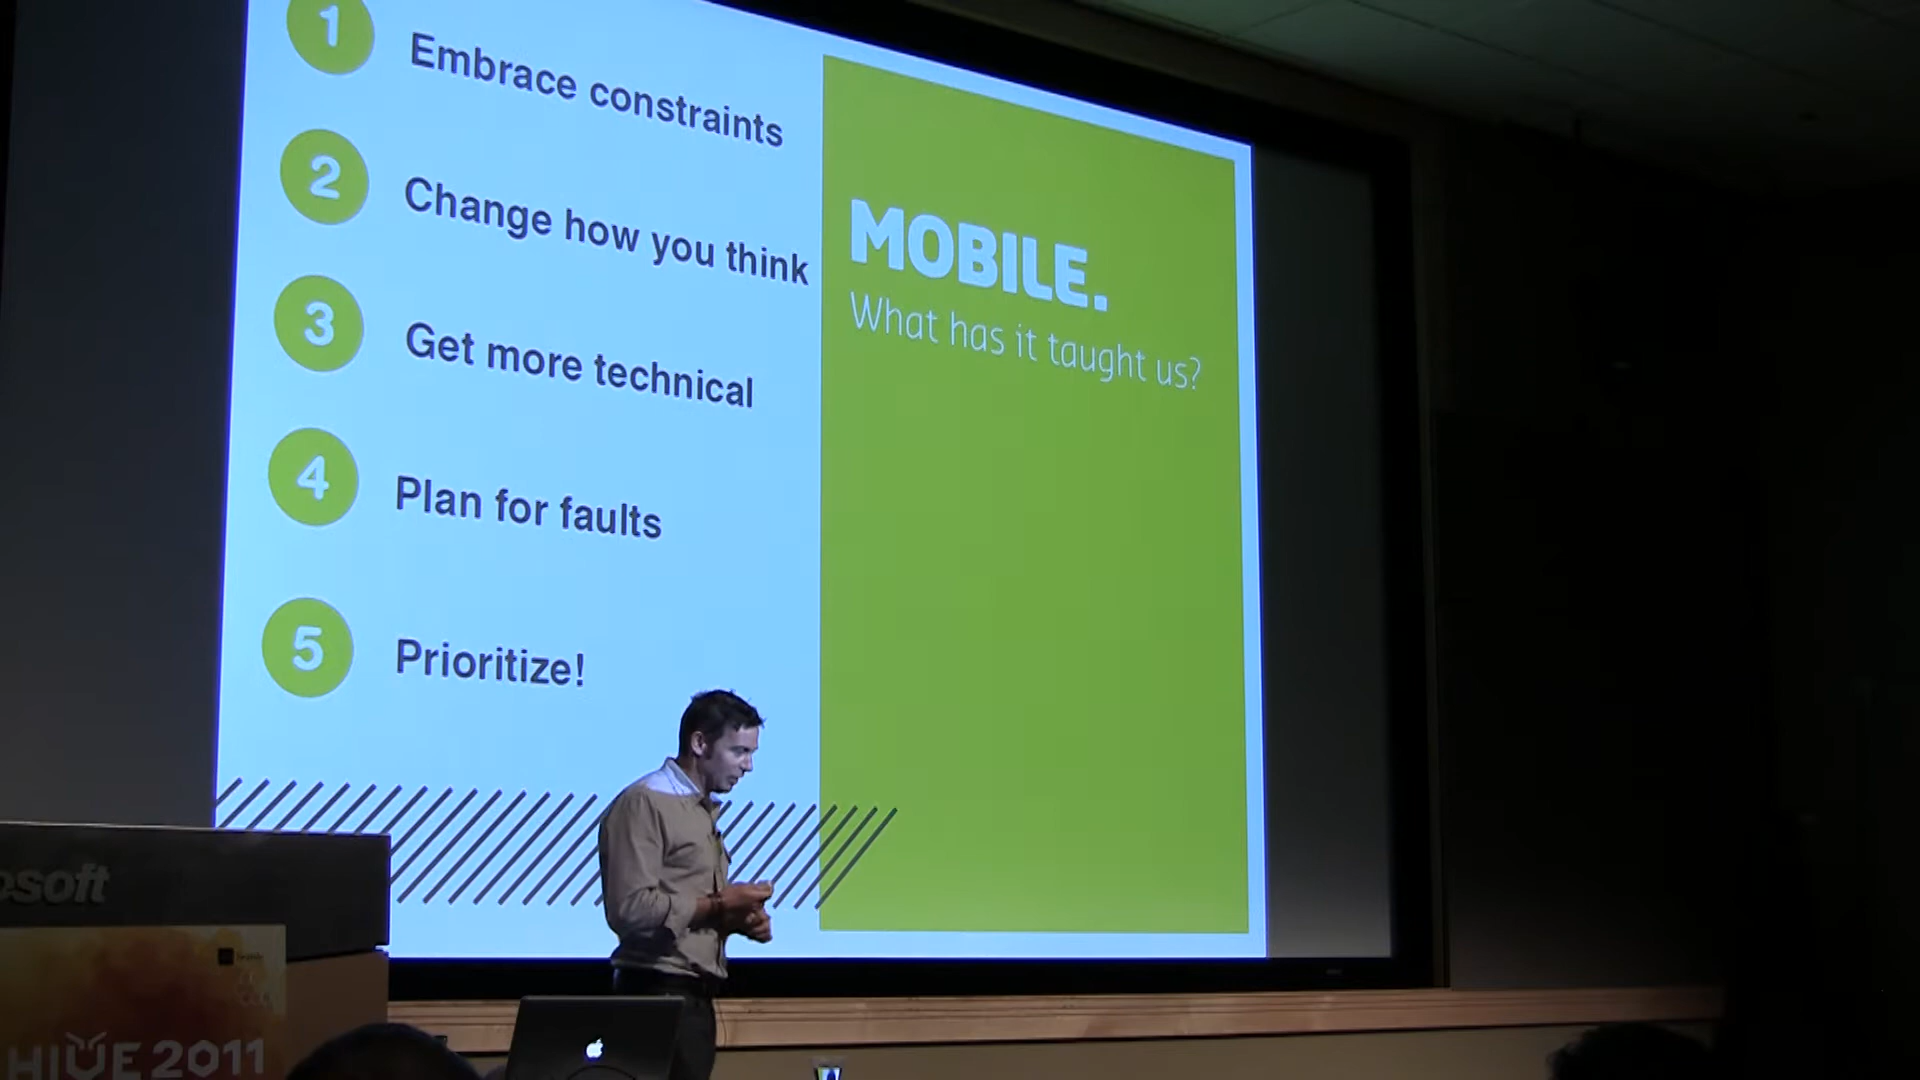 1 Embrace constraints
2 Change how you think
3 Get more technical
4 Plan for faults
5 Prioritize!
MOBILE.
What has it taught us?
osoft
HIVE 2011